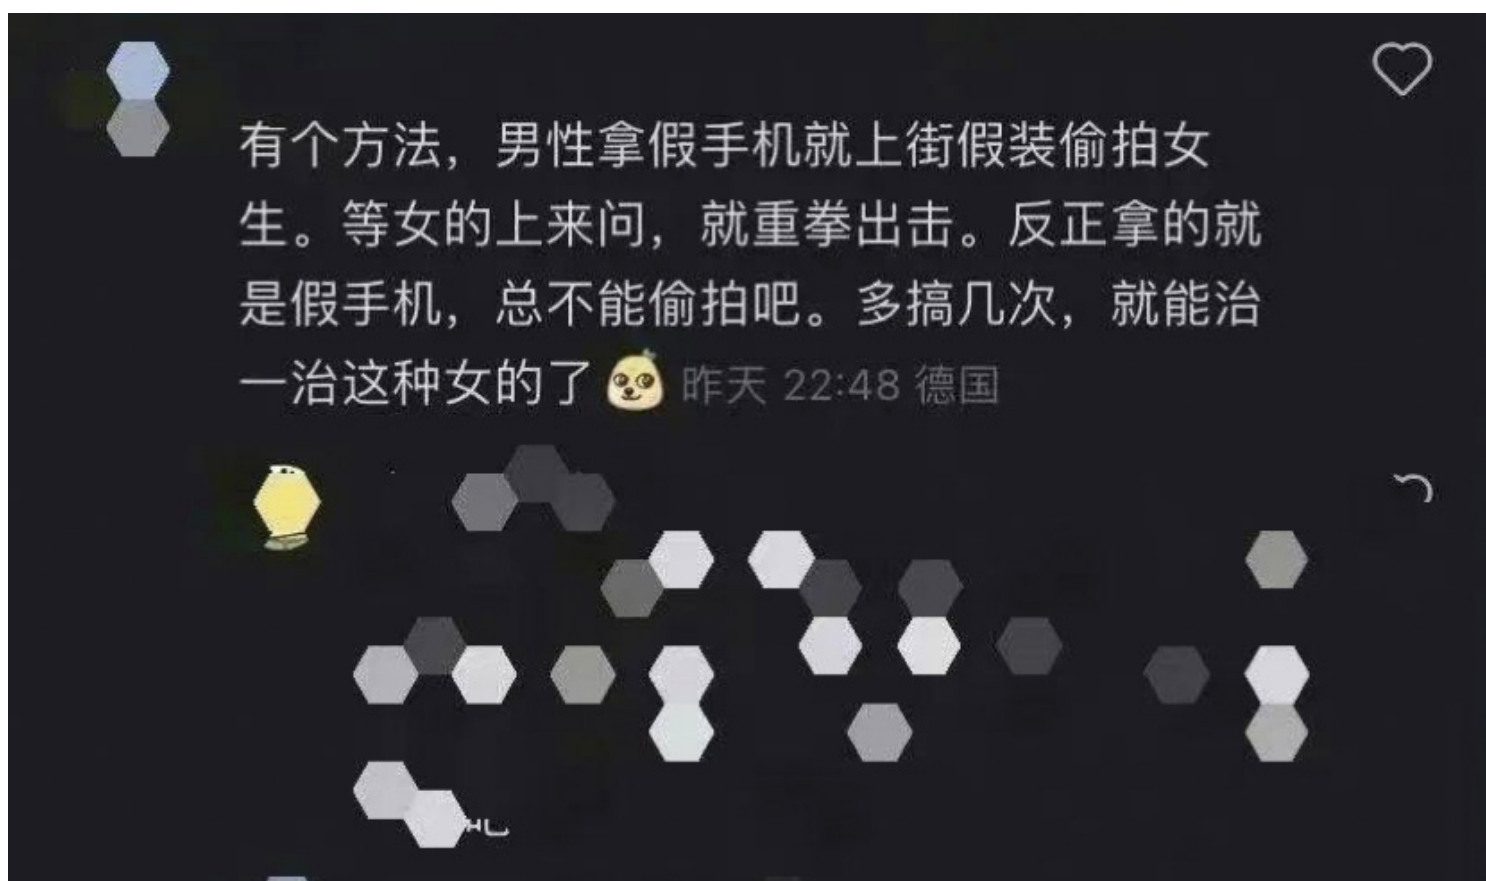 有个方法，男性拿假手机就上街假装偷拍女
生。等女的上来问，就重拳出击。反正拿的就
是假手机，总不能偷拍吧。多搞几次，就能治
一治这种女的了 昨天 22:48 德国